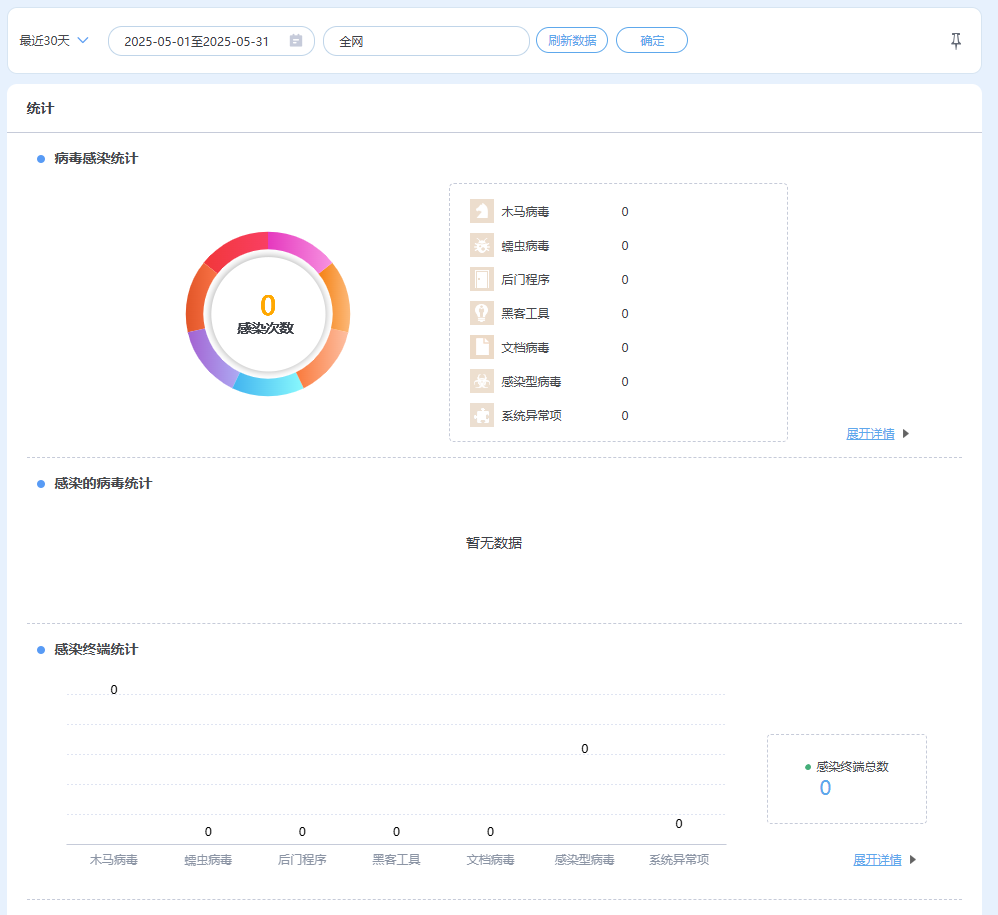 最近30天 2025-05-01至2025-05-31 全网 刷新数据 确定
统计
病毒感染统计
0
感染次数
木马病毒 0
蠕虫病毒 0
后门程序 0
黑客工具 0
文档病毒 0
感染型病毒 0
系统异常项 0
展开详情
感染的病毒统计
暂无数据
感染终端统计
0
0
0 0 0 0 0
木马病毒 蠕虫病毒 后门程序 黑客工具 文档病毒 感染型病毒 系统异常项
感染终端总数
0
展开详情